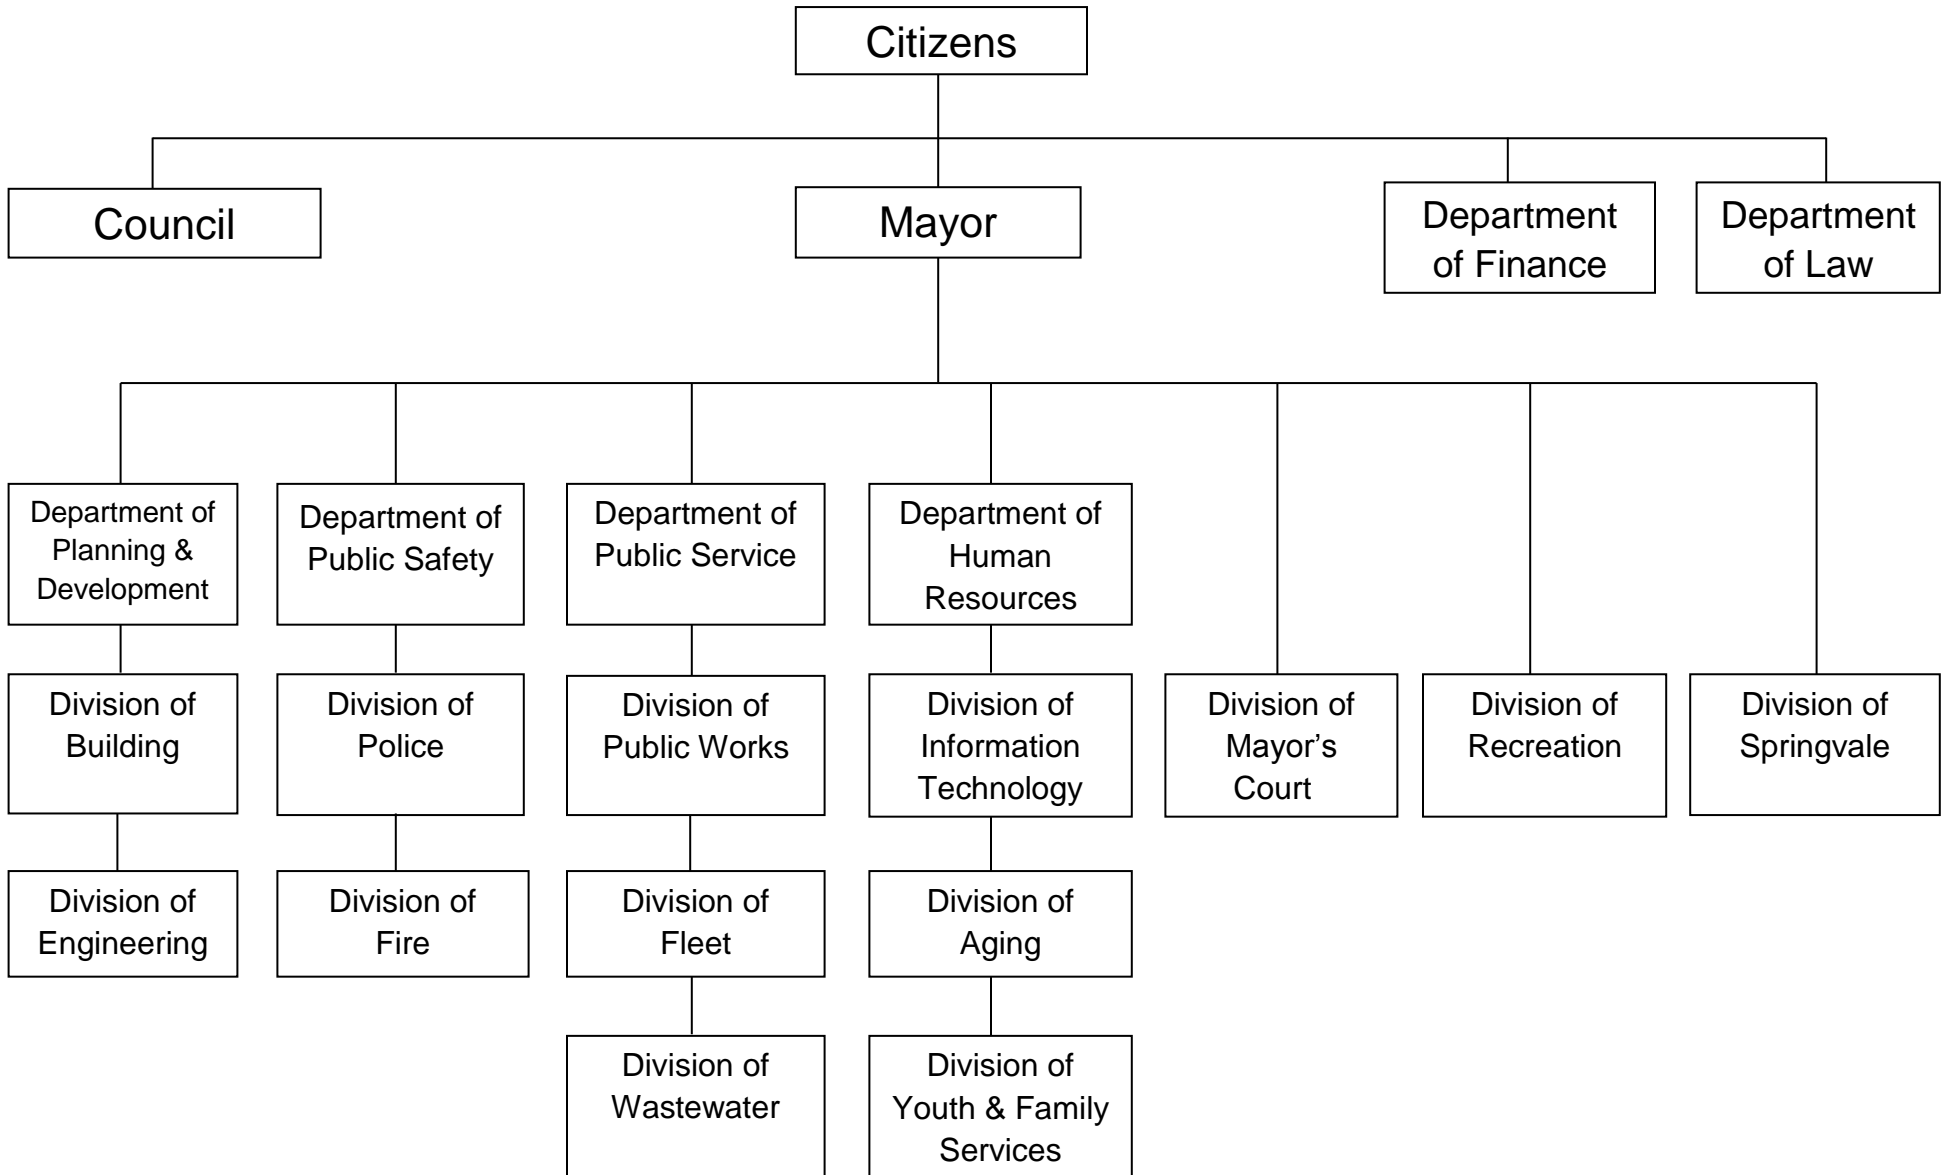 Citizens
Council
Mayor
Department
of Finance
Department
of Law
Department of
Planning &
Development
Department of
Public Safety
Department of
Public Service
Department of
Human
Resources
Division of
Building
Division of
Police
Division of
Public Works
Division of
Information
Technology
Division of
Mayor’s
Court
Division of
Recreation
Division of
Springvale
Division of
Engineering
Division of
Fire
Division of
Fleet
Division of
Aging
Division of
Wastewater
Division of
Youth & Family
Services